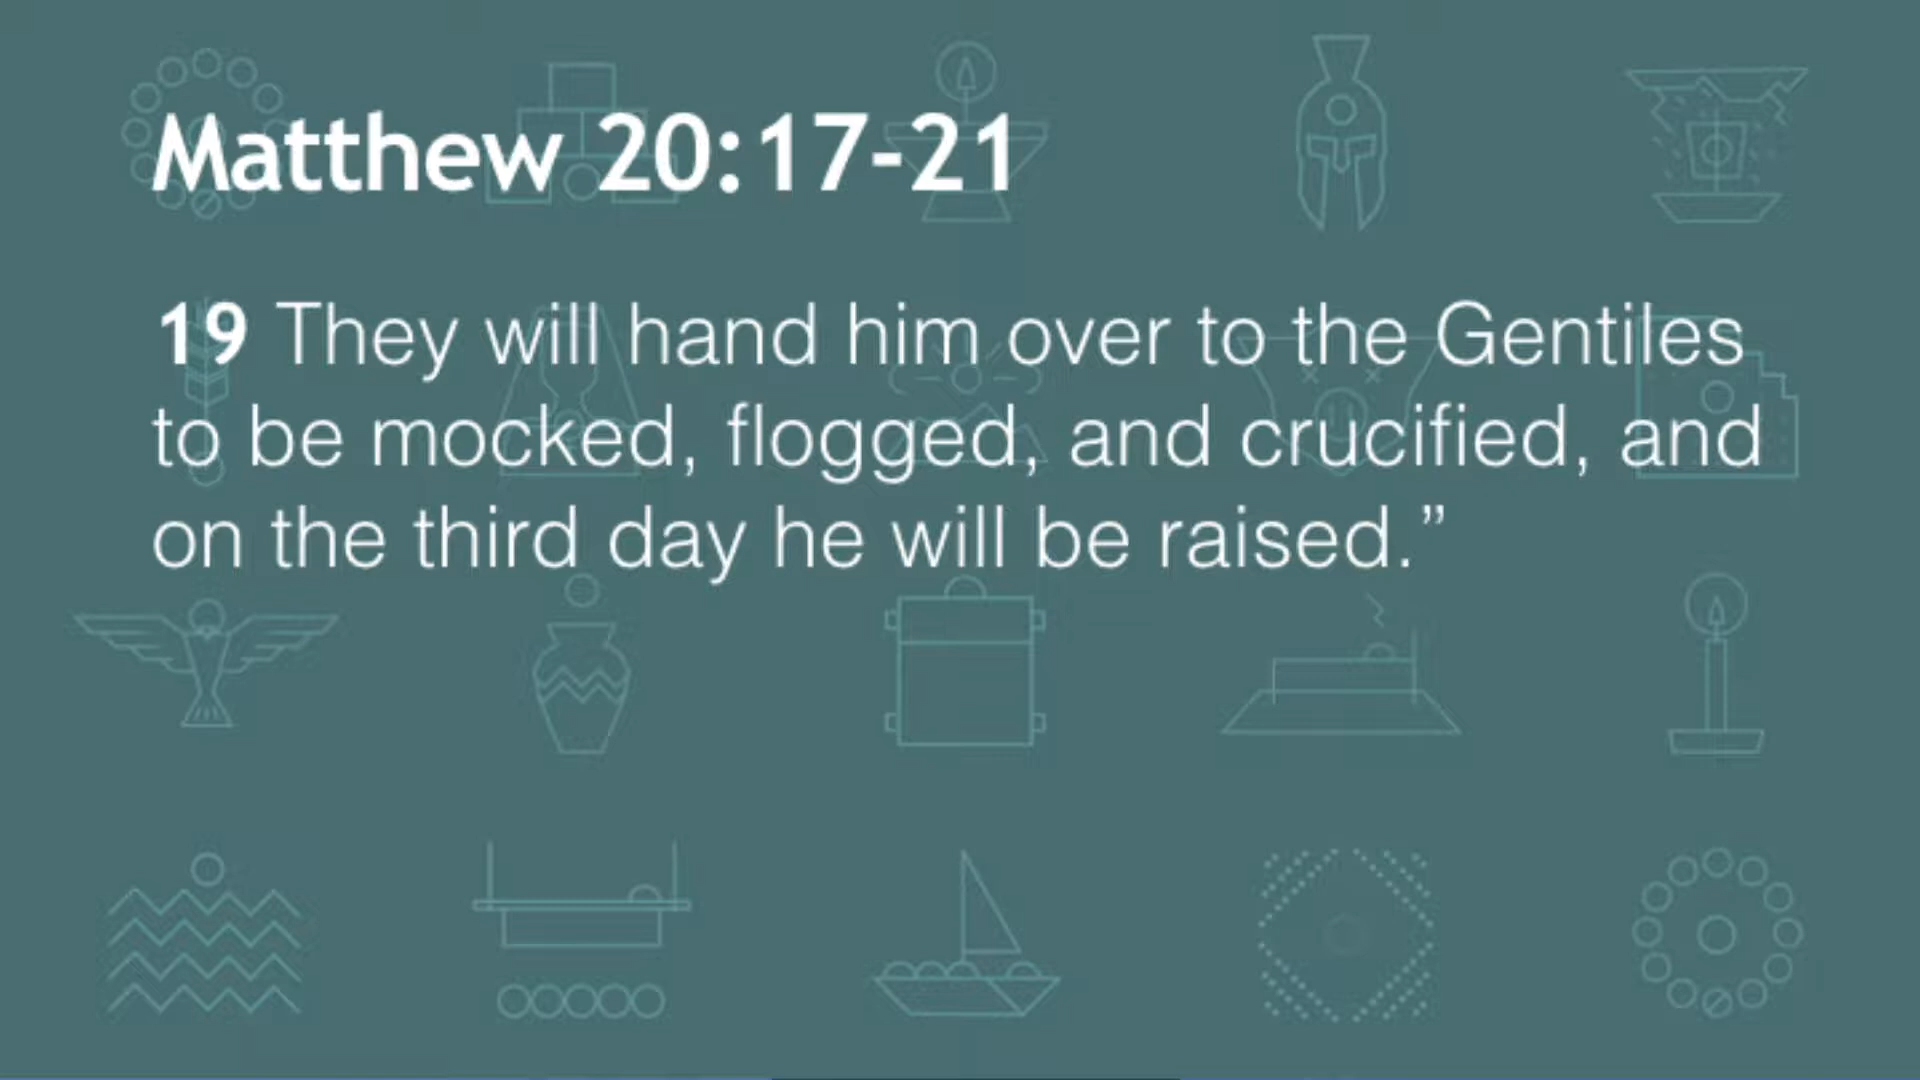 Matthew 20:17-21
19 They will hand him over to the Gentiles
to be mocked, flogged, and crucified, and
on the third day he will be raised.”